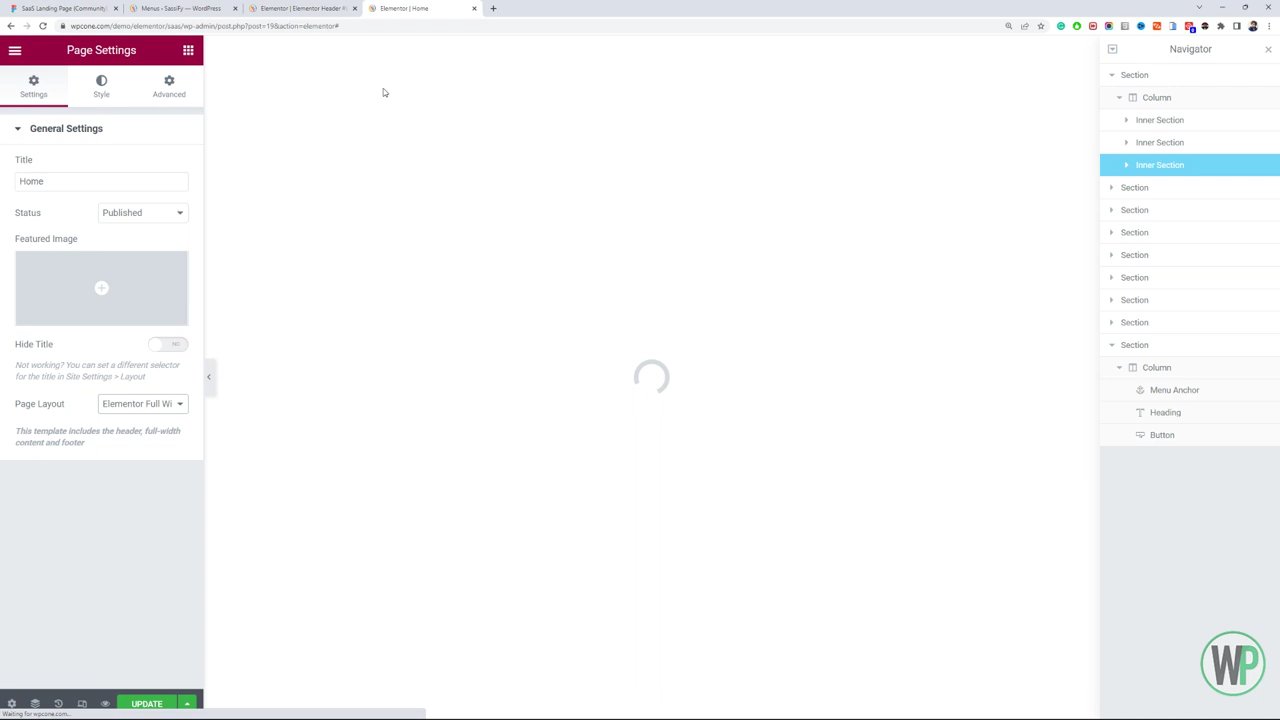 SaaS Landing Page (Community)
Menus ‹ SassiFy — WordPress
Elementor | Elementor Header #
Elementor | Home
wpcone.com/demo/elementor/saas/wp-admin/post.php?post=19&action=elementor#
Page Settings
Navigator
Settings
Style
Advanced
General Settings
Title
Home
Status
Published
Featured Image
Hide Title
NO
Not working? You can set a different selector
for the title in Site Settings > Layout
Page Layout
Elementor Full Wi
This template includes the header, full-width
content and footer
UPDATE
Waiting for wpcone.com...
Section
Column
Inner Section
Inner Section
Inner Section
Section
Section
Section
Section
Section
Section
Section
Section
Column
Menu Anchor
Heading
Button
WP